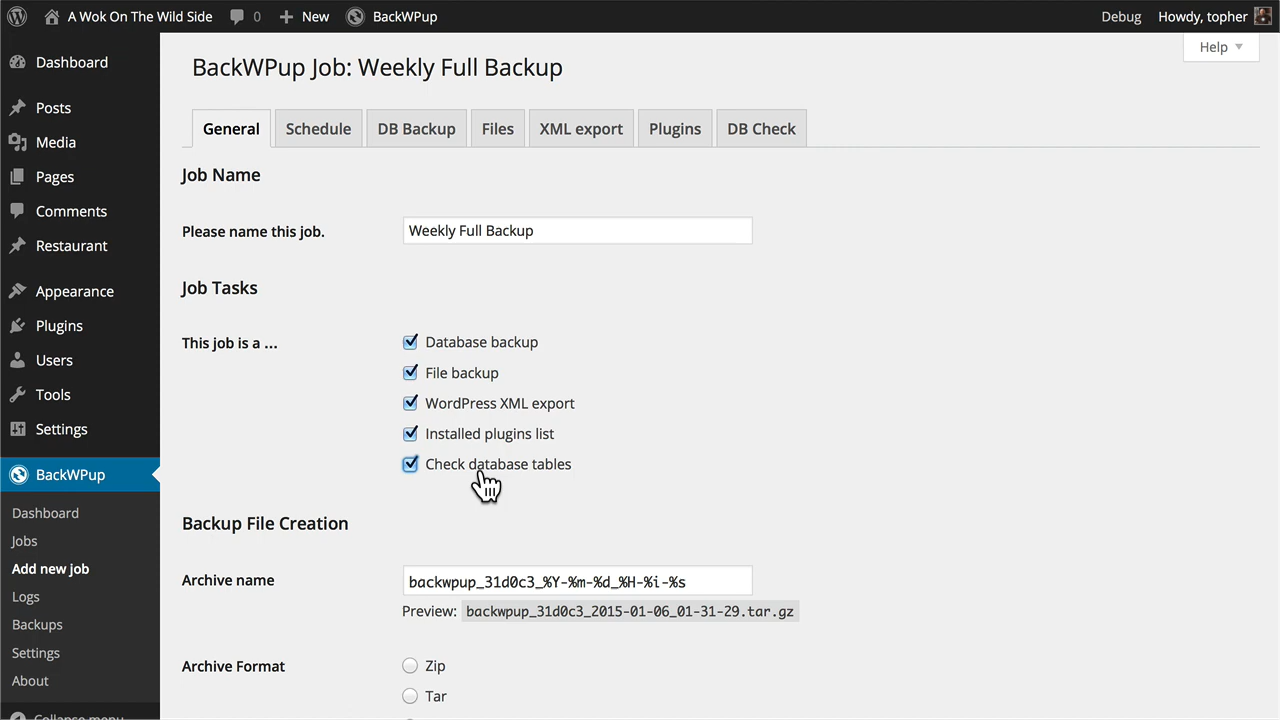 A Wok On The Wild Side 0 New BackWPup Debug Howdy, topher
Help
Dashboard
Posts
Media
Pages
Comments
Restaurant
Appearance
Plugins
Users
Tools
Settings
BackWPup
Dashboard
Jobs
Add new job
Logs
Backups
Settings
About
Collapse menu
BackWPup Job: Weekly Full Backup
General Schedule DB Backup Files XML export Plugins DB Check
Job Name
Please name this job. Weekly Full Backup
Job Tasks
This job is a ... Database backup
File backup
WordPress XML export
Installed plugins list
Check database tables
Backup File Creation
Archive name backwpup_31d0c3_%Y-%m-%d_%H-%i-%s
Preview: backwpup_31d0c3_2015-01-06_01-31-29.tar.gz
Archive Format Zip
Tar